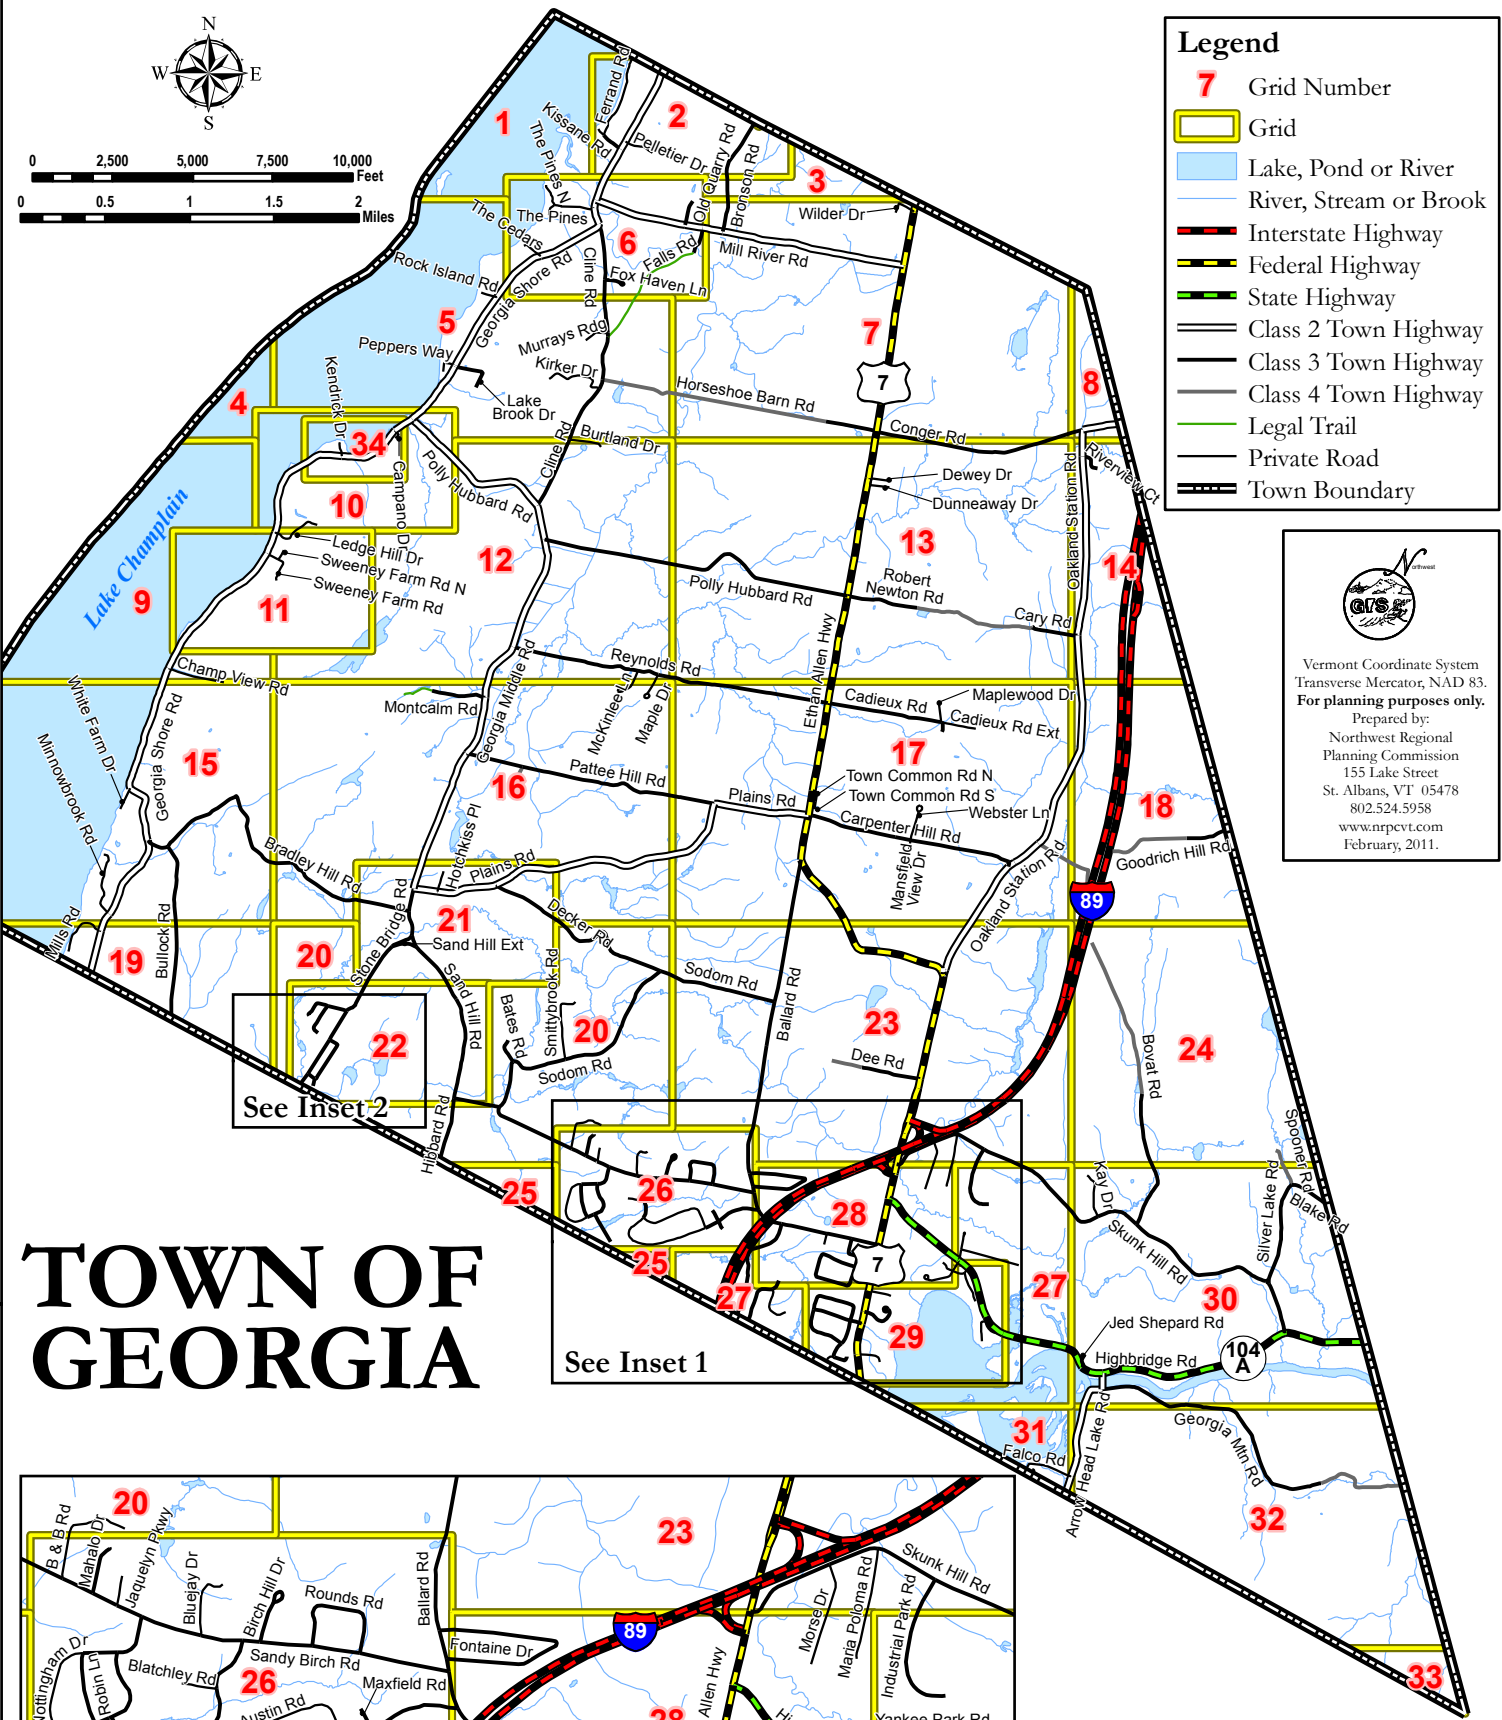 N
W E
S
0 2,500 5,000 7,500 10,000
Feet
0 0.5 1 1.5 2
Miles
Legend
7 Grid Number
Grid
Lake, Pond or River
River, Stream or Brook
Interstate Highway
Federal Highway
State Highway
Class 2 Town Highway
Class 3 Town Highway
Class 4 Town Highway
Legal Trail
Private Road
Town Boundary
Northwest
GIS
Vermont Coordinate System
Transverse Mercator, NAD 83.
For planning purposes only.
Prepared by:
Northwest Regional
Planning Commission
155 Lake Street
St. Albans, VT 05478
802.524.5958
www.nrpcvt.com
February, 2011.
1
2
3
Ferrand Rd
Kissane Rd
Pelletier Dr
Old Quarry Rd
Bronson Rd
The Pines N
The Pines
Wilder Dr
The Cedars
6
Falls Rd
Mill River Rd
Rock Island Rd
Georgia Shore Rd
Cline Rd
Fox Haven Ln
5
7
Murrays Rdg
Peppers Way
Kirker Dr
7
8
Kendrick Dr
Lake
Brook Dr
Horseshoe Barn Rd
4
34
Burtland Dr
Conger Rd
Cline Rd
Riverview Ct
Polly Hubbard Rd
Campano D
Dewey Dr
Dunneaway Dr
Oakland Station Rd
10
Lake Champlain
Ledge Hill Dr
Sweeney Farm Rd N
Sweeney Farm Rd
12
13
14
9
11
Polly Hubbard Rd
Robert
Newton Rd
Cary Rd
Ethan Allen Hwy
Georgia Middle Rd
Reynolds Rd
Champ View Rd
White Farm Dr
Montcalm Rd
McKinlee Ln
Maple Dr
Cadieux Rd
Maplewood Dr
Cadieux Rd Ext
Minnowbrook Rd
Georgia Shore Rd
15
16
17
Pattee Hill Rd
Plains Rd
Town Common Rd N
Town Common Rd S
Webster Ln
18
Hotchkiss Pl
Carpenter Hill Rd
Mansfield
View Dr
Goodrich Hill Rd
Bradley Hill Rd
Plains Rd
Oakland Station Rd
89
Mills Rd
Bullock Rd
19
20
21
Stone Bridge Rd
Sand Hill Ext
Decker Rd
Sand Hill Rd
Smittybrook Rd
Bates Rd
20
Sodom Rd
Ballard Rd
23
24
22
Sodom Rd
Dee Rd
Bovat Rd
See Inset 2
Hibbard Rd
Spooner Rd
Kay Dr
Silver Lake Rd
Blake Rd
25
26
28
Skunk Hill Rd
25
7
27
27
30
TOWN OF
GEORGIA
29
Jed Shepard Rd
Highbridge Rd
104
A
See Inset 1
31
Falco Rd
Arrow Head Lake Rd
Georgia Mtn Rd
32
33
20
B & B Rd
Mahalo Dr
Jaquelyn Pkwy
Bluejay Dr
Birch Hill Dr
Rounds Rd
Ballard Rd
23
Skunk Hill Rd
89
Fontaine Dr
Morse Dr
Maria Poloma Rd
Industrial Park Rd
Nottingham Dr
Robin Ln
Blatchley Rd
Sandy Birch Rd
26
Maxfield Rd
Austin Rd
Allen Hwy
28
Yankee Park Rd